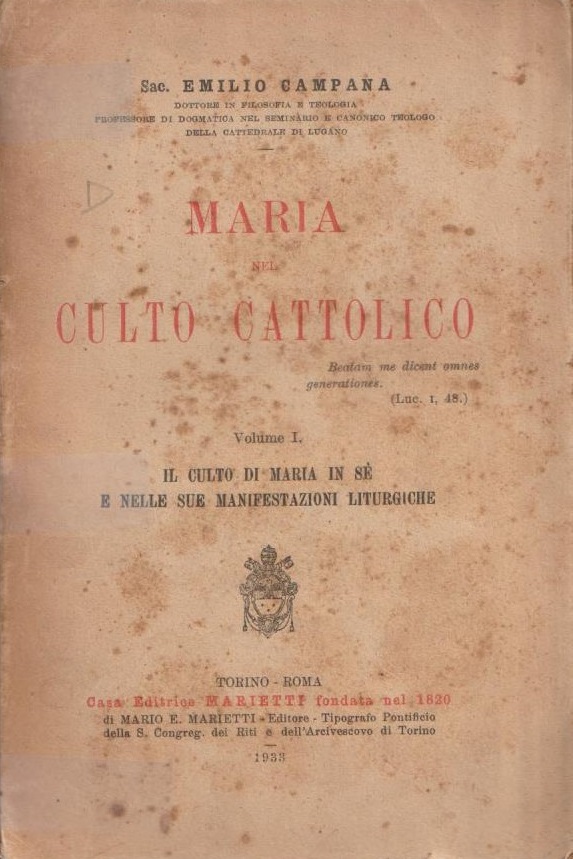 Sac. EMILIO CAMPANA
DOTTORE IN FILOSOFIA E TEOLOGIA
PROFESSORE DI DOGMATICA NEL SEMINARIO E CANONICO TEOLOGO
DELLA CATTEDRALE DI LUGANO
MARIA
NEL
CULTO CATTOLICO
Beatam me dicent omnes
generationes.
(Luc. I, 48.)
Volume I.
IL CULTO DI MARIA IN SÈ
E NELLE SUE MANIFESTAZIONI LITURGICHE
TORINO - ROMA
Casa Editrice MARIETTI fondata nel 1820
di MARIO E. MARIETTI - Editore - Tipografo Pontificio
della S. Congreg. dei Riti e dell'Arcivescovo di Torino
1933